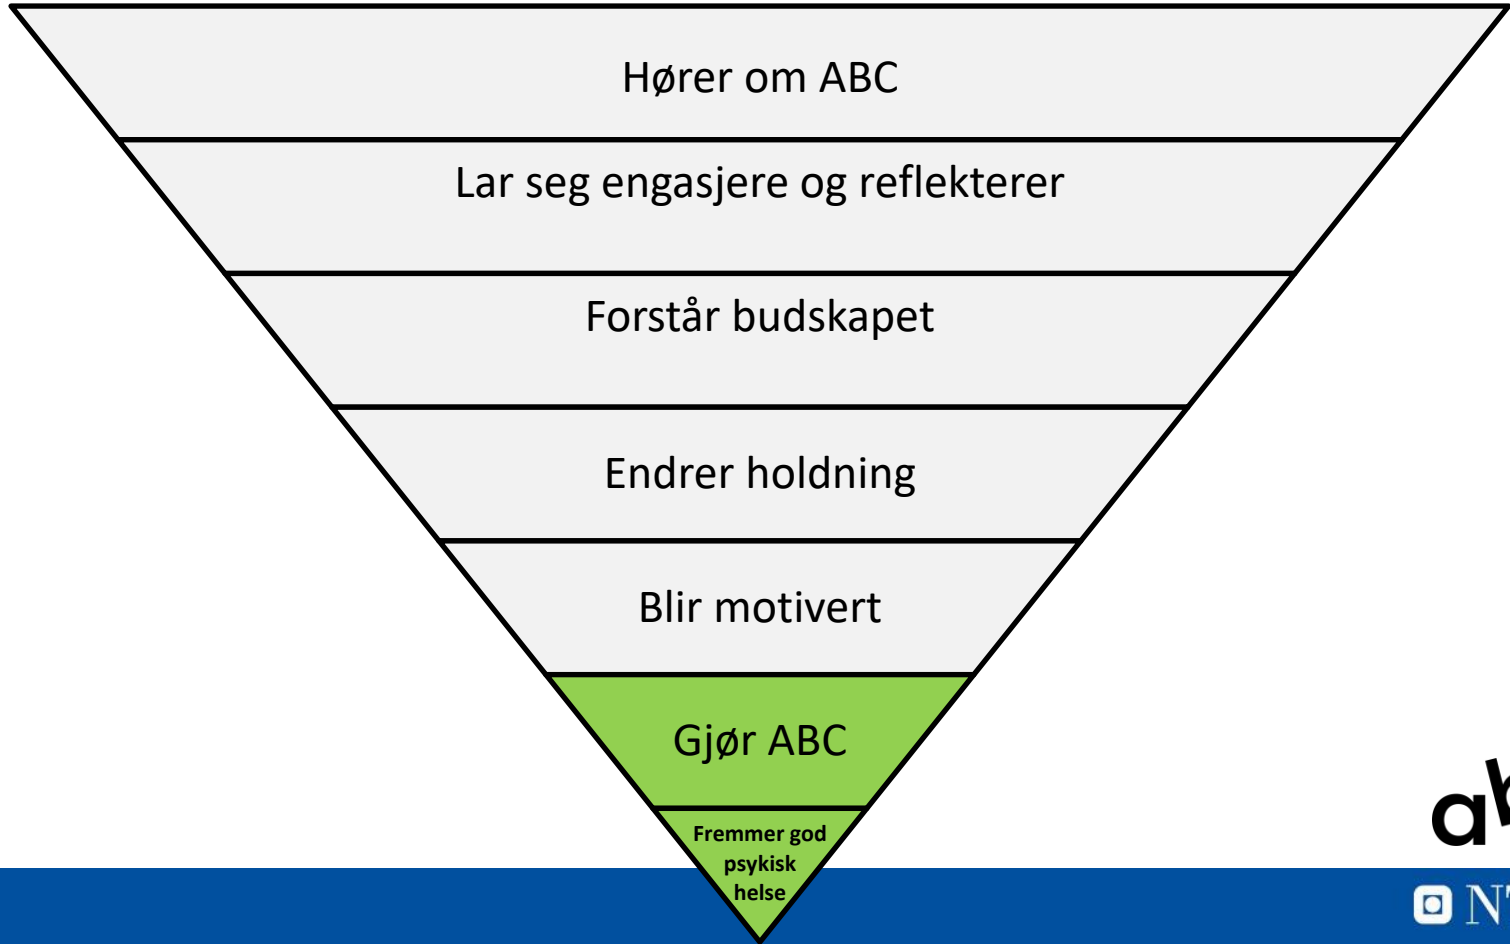 Hører om ABC
Lar seg engasjere og reflekterer
Forstår budskapet
Endrer holdning
Blir motivert
Gjør ABC
Fremmer god
psykisk
helse